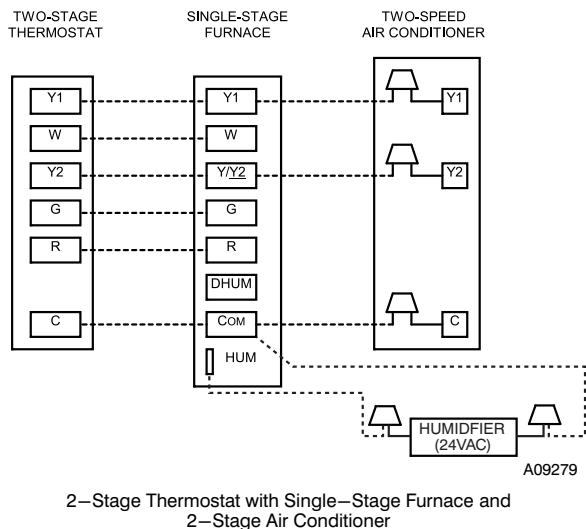 TWO-STAGE
THERMOSTAT
SINGLE-STAGE
FURNACE
TWO-SPEED
AIR CONDITIONER
Y1 Y1 Y1
W W
Y2 Y/Y2 Y2
G G
R R
DHUM
C COM C
HUM
HUMIDFIER
(24VAC)
A09279
2–Stage Thermostat with Single–Stage Furnace and
2–Stage Air Conditioner